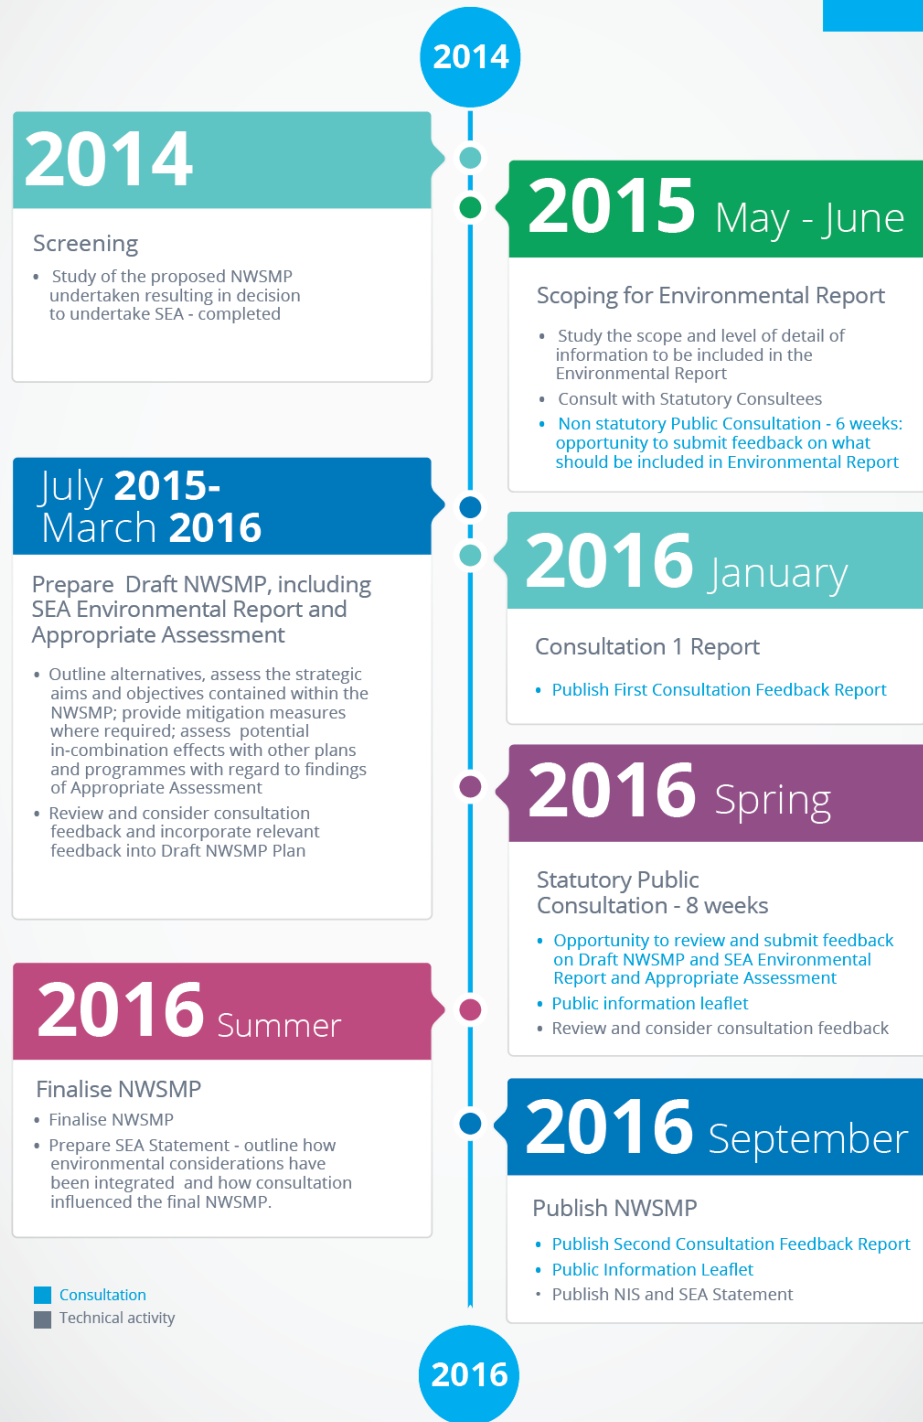 2014
2014
Screening
• Study of the proposed NWSMP
undertaken resulting in decision
to undertake SEA - completed
2015 May - June
Scoping for Environmental Report
• Study the scope and level of detail of
information to be included in the
Environmental Report
• Consult with Statutory Consultees
• Non statutory Public Consultation - 6 weeks:
opportunity to submit feedback on what
should be included in Environmental Report
July 2015-
March 2016
Prepare Draft NWSMP, including
SEA Environmental Report and
Appropriate Assessment
• Outline alternatives, assess the strategic
aims and objectives contained within the
NWSMP; provide mitigation measures
where required; assess potential
in-combination effects with other plans
and programmes with regard to findings
of Appropriate Assessment
• Review and consider consultation
feedback and incorporate relevant
feedback into Draft NWSMP Plan
2016 January
Consultation 1 Report
• Publish First Consultation Feedback Report
2016 Spring
Statutory Public
Consultation - 8 weeks
• Opportunity to review and submit feedback
on Draft NWSMP and SEA Environmental
Report and Appropriate Assessment
• Public information leaflet
• Review and consider consultation feedback
2016 Summer
Finalise NWSMP
• Finalise NWSMP
• Prepare SEA Statement - outline how
environmental considerations have
been integrated and how consultation
influenced the final NWSMP.
2016 September
Publish NWSMP
• Publish Second Consultation Feedback Report
• Public Information Leaflet
• Publish NIS and SEA Statement
Consultation
Technical activity
2016